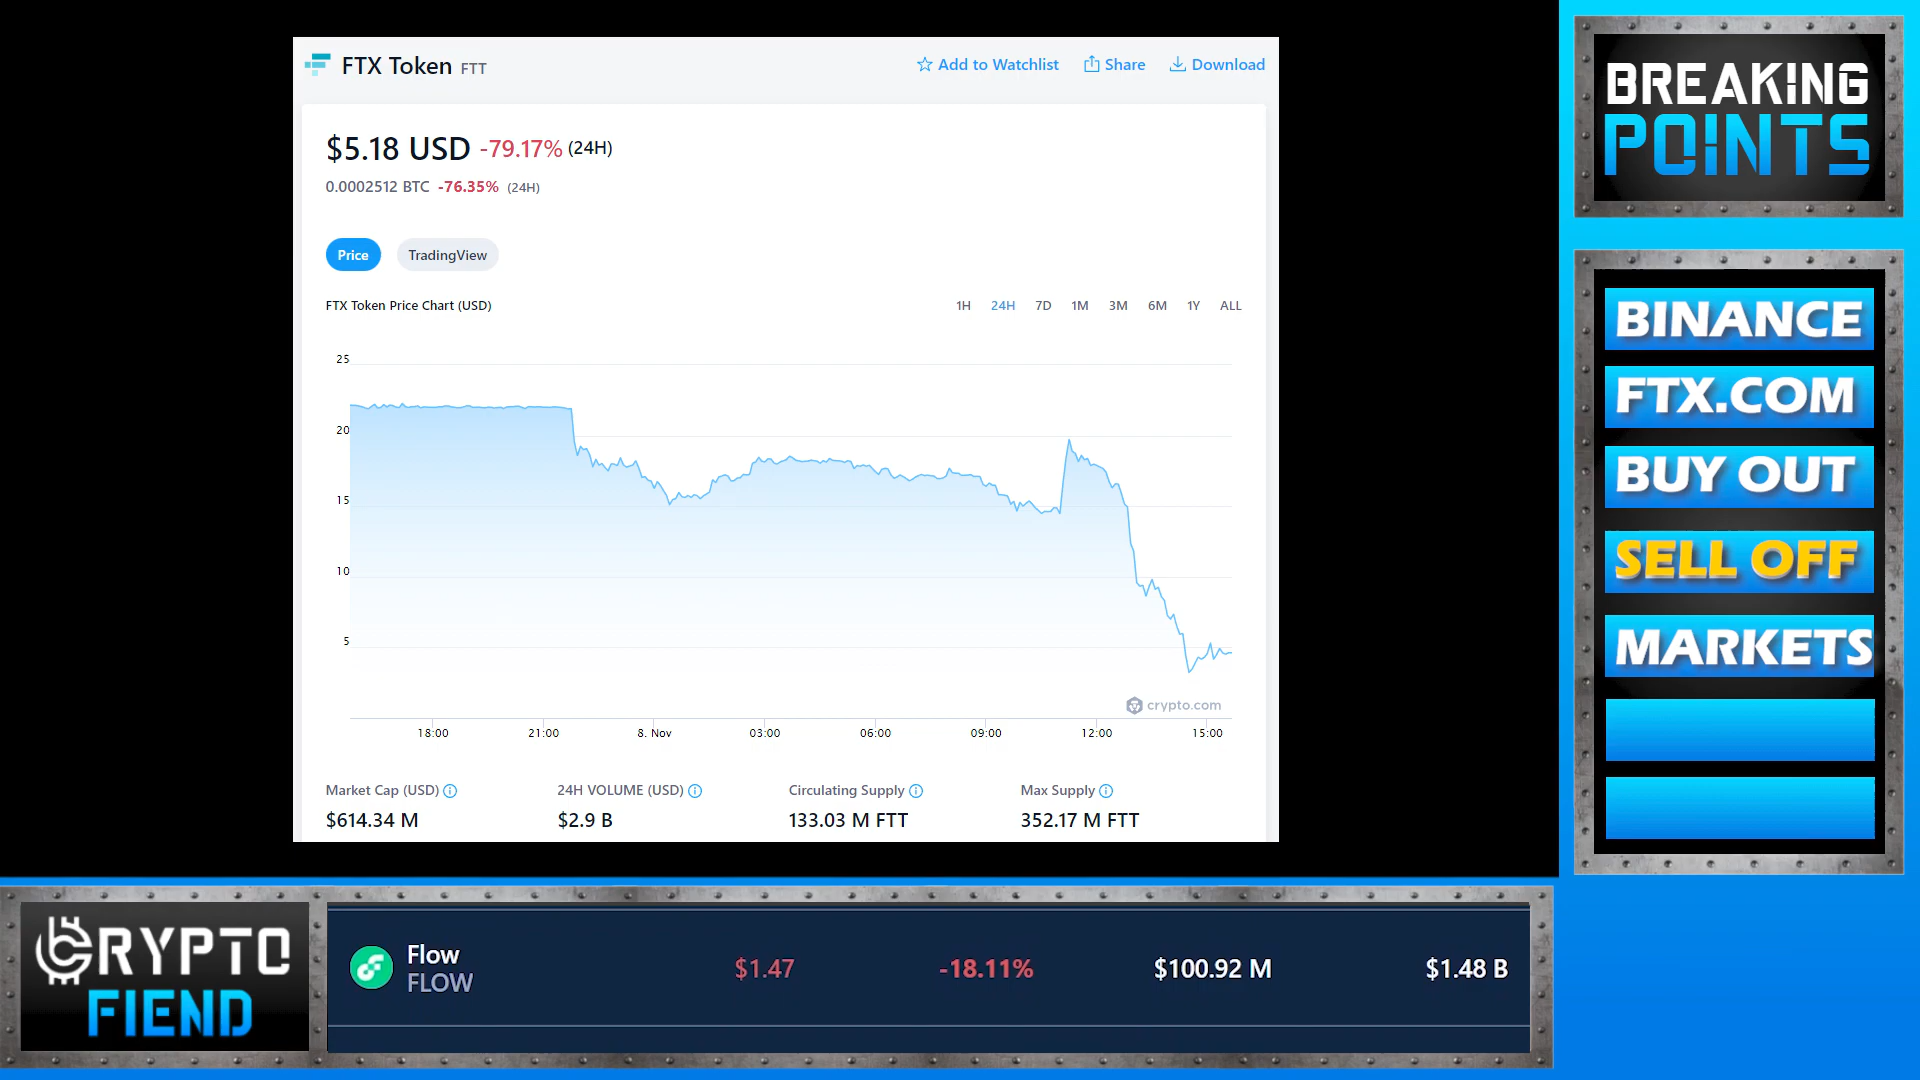 FTX Token FTT
Add to Watchlist Share Download
$5.18 USD -79.17% (24H)
0.0002512 BTC -76.35% (24H)
Price TradingView
FTX Token Price Chart (USD)
1H 24H 7D 1M 3M 6M 1Y ALL
25
20
15
10
5
crypto.com
18:00 21:00 8. Nov 03:00 06:00 09:00 12:00 15:00
Market Cap (USD) 24H VOLUME (USD) Circulating Supply Max Supply
$614.34 M $2.9 B 133.03 M FTT 352.17 M FTT
BREAKING
POINTS
BINANCE
FTX.COM
BUY OUT
SELL OFF
MARKETS
CRYPTO
FIEND
Flow
FLOW
$1.47 -18.11% $100.92 M $1.48 B